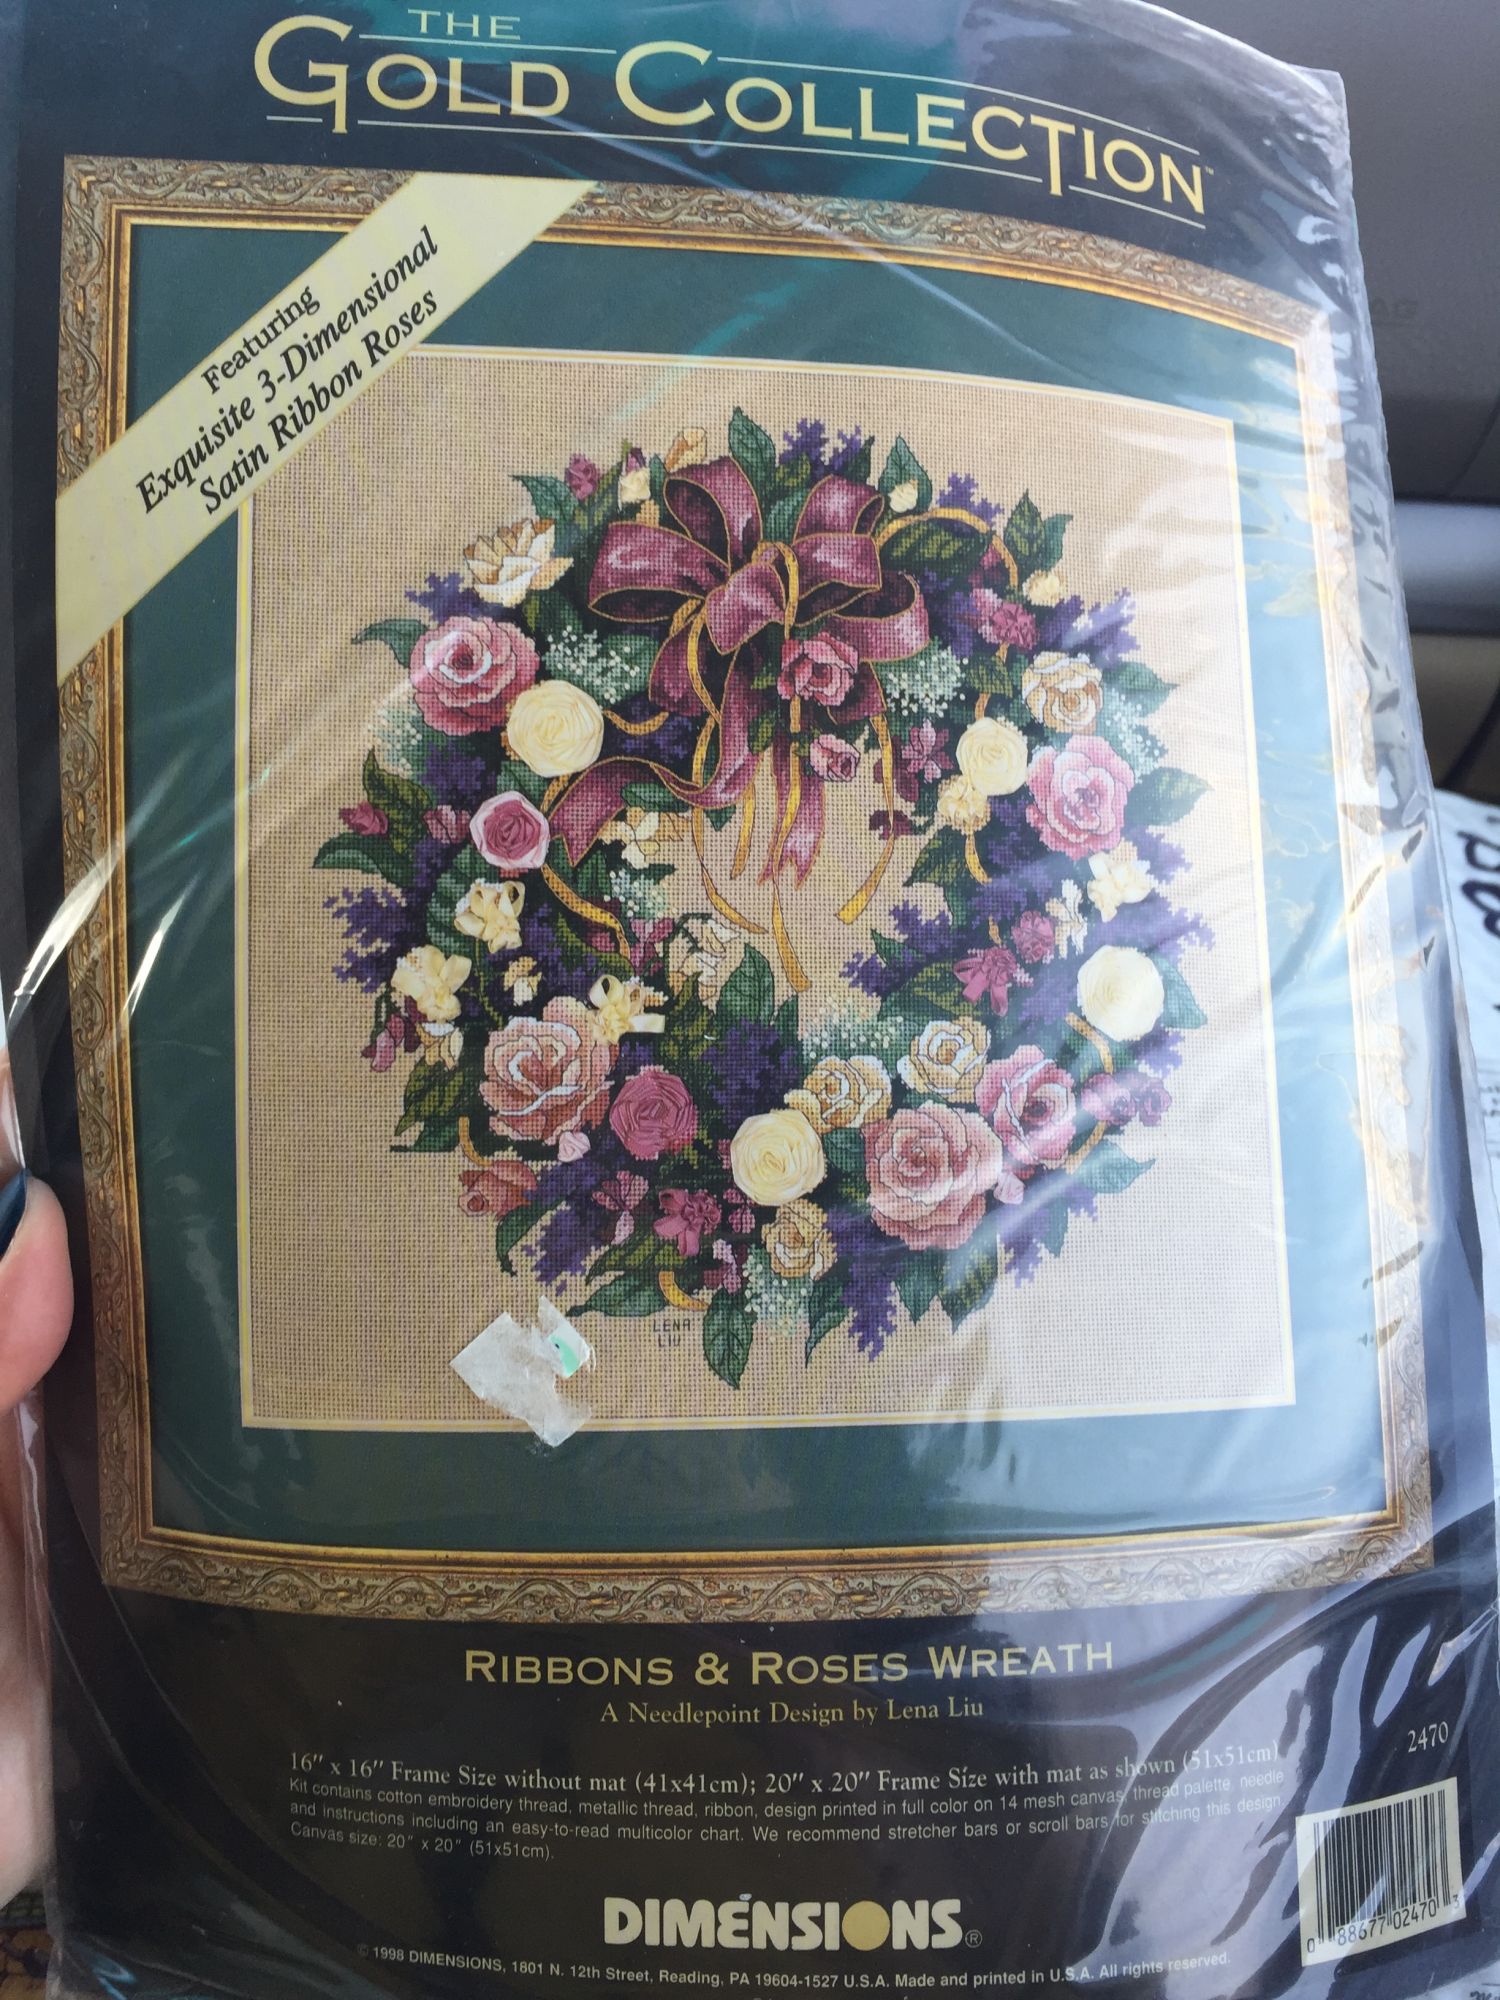 THE
GOLD COLLECTION™
Featuring
Exquisite 3-Dimensional
Satin Ribbon Roses
LENA
LIU
RIBBONS & ROSES WREATH
A Needlepoint Design by Lena Liu
2470
16" x 16" Frame Size without mat (41x41cm); 20" x 20" Frame Size with mat as shown (51x51cm)
Kit contains cotton embroidery thread, metallic thread, ribbon, design printed in full color on 14 mesh canvas, thread palette, needle
and instructions including an easy-to-read multicolor chart. We recommend stretcher bars or scroll bars for stitching this design.
Canvas size: 20" x 20" (51x51cm).
DIMENSIONS®
0 88677 02470 3
© 1998 DIMENSIONS, 1801 N. 12th Street, Reading, PA 19604-1527 U.S.A. Made and printed in U.S.A. All rights reserved.